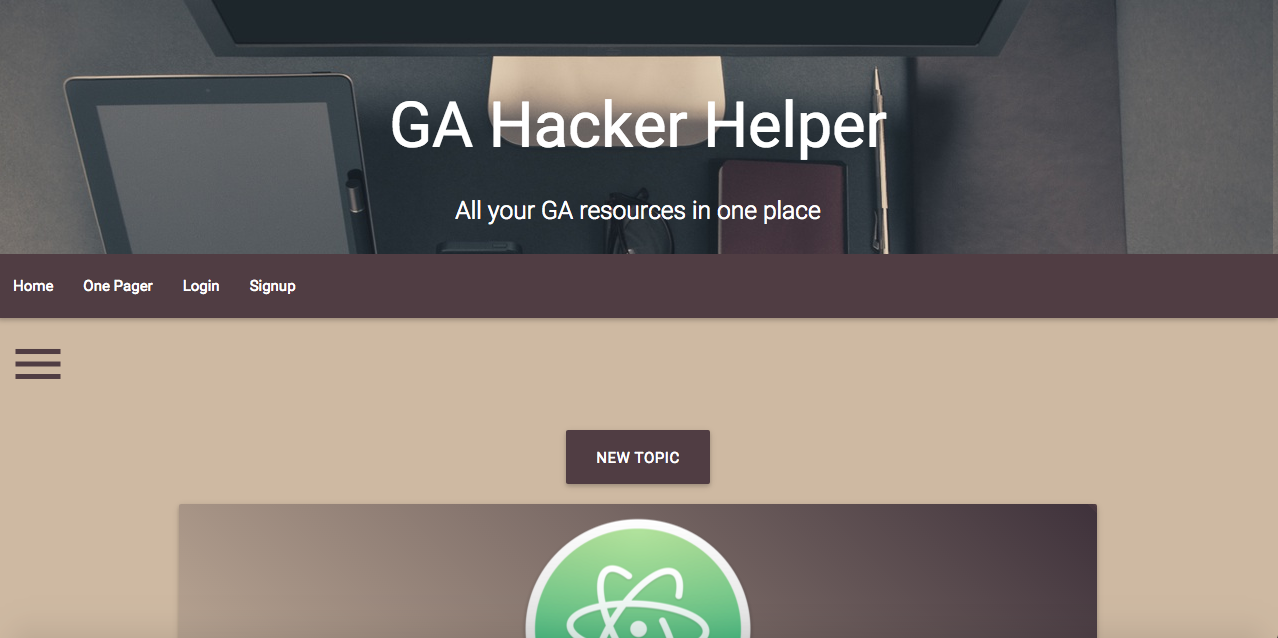 GA Hacker Helper
All your GA resources in one place
Home One Pager Login Signup
NEW TOPIC